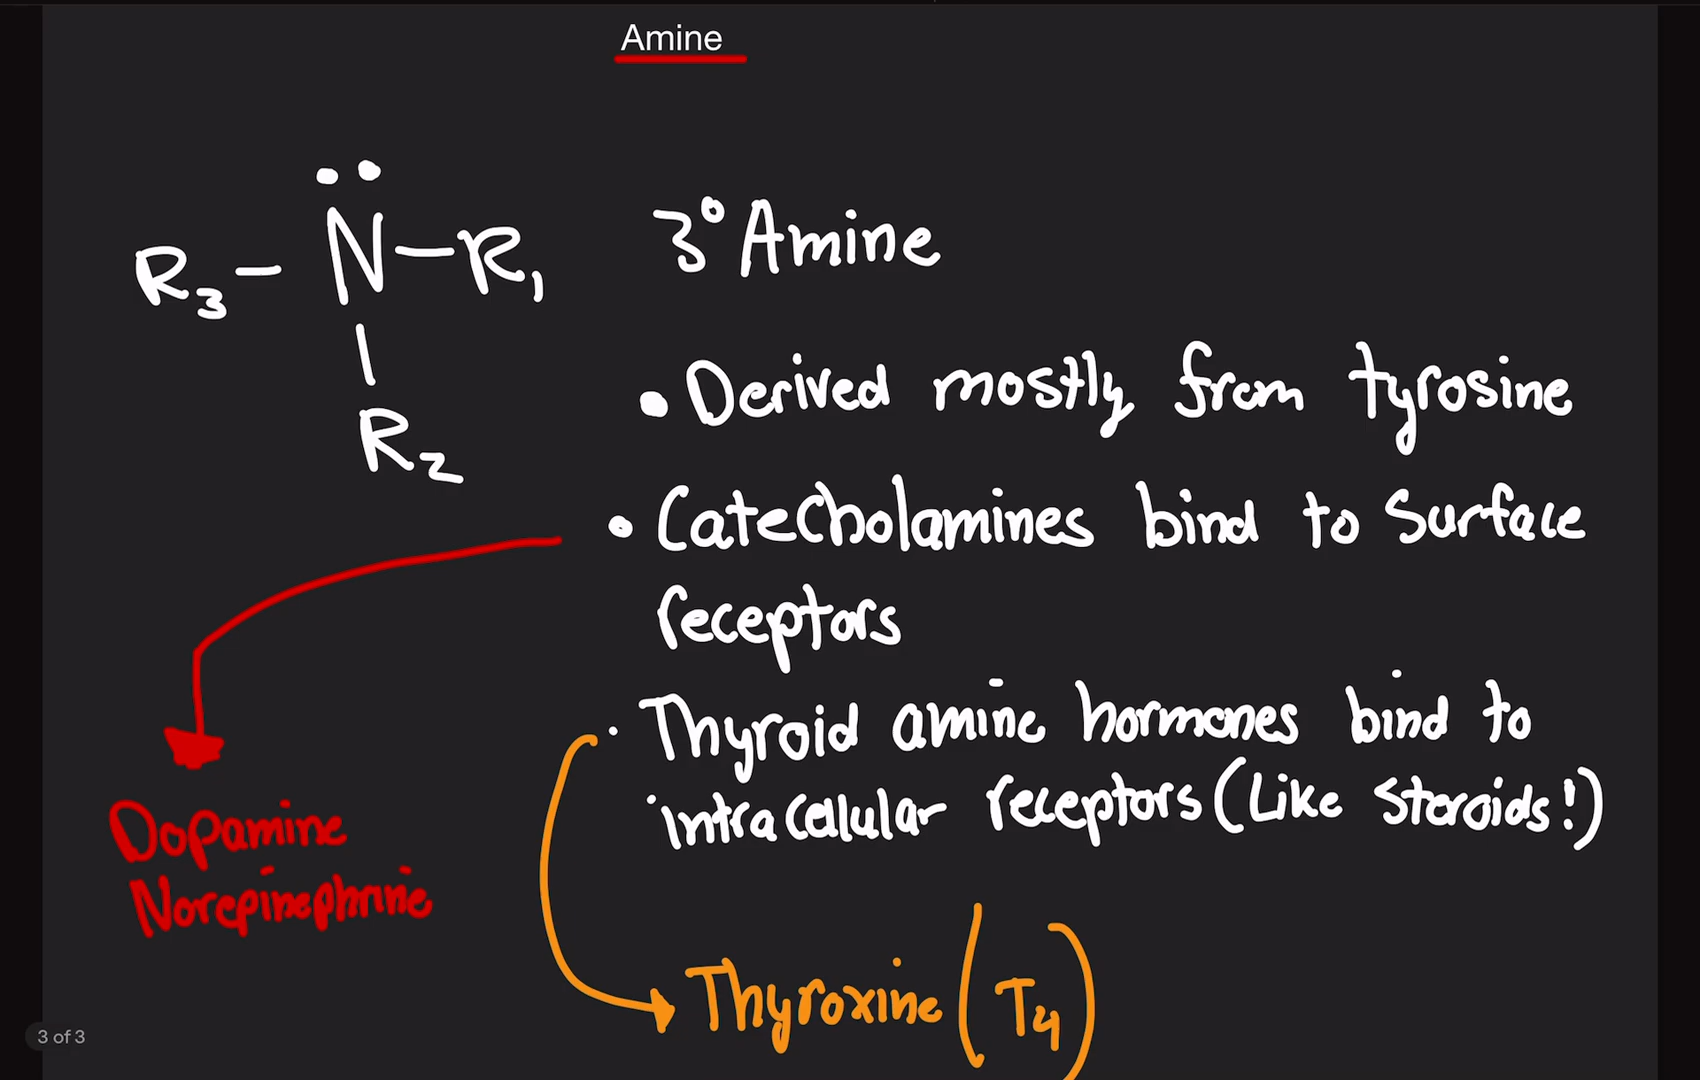 Amine
R₃ – N – R₁
R₂
3° Amine
• Derived mostly from tyrosine
• Catecholamines bind to surface
receptors
· Thyroid amine hormones bind to
intracellular receptors (Like Steroids!)
Dopamine
Norepinephrine
Thyroxine (T4)
3 of 3